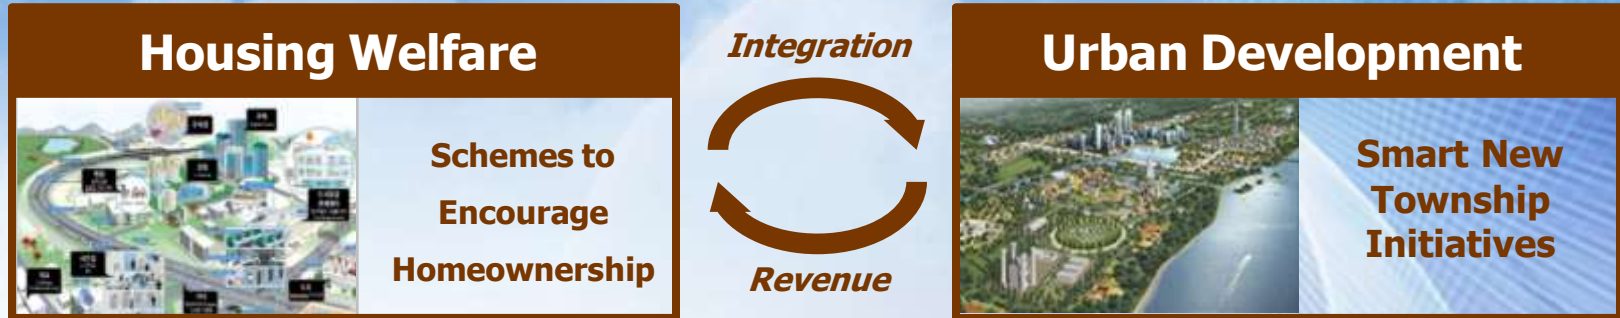 Housing Welfare
Schemes to
Encourage
Homeownership
Integration
Revenue
Urban Development
Smart New
Township
Initiatives